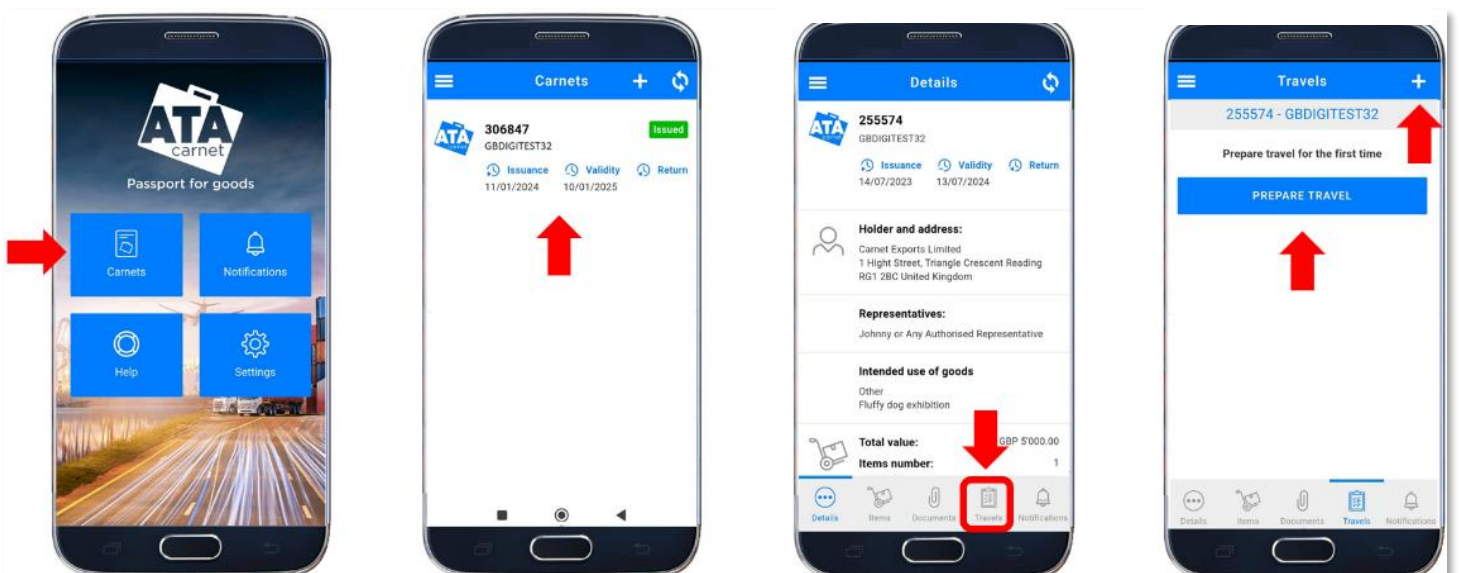 ATA
carnet
Passport for goods
Carnets
Notifications
Help
Settings
Carnets
ATA
carnet
306847
Issued
GBDIGITEST32
Issuance Validity Return
11/01/2024 10/01/2025
Details
ATA
carnet
255574
GBDIGITEST32
Issuance Validity Return
14/07/2023 13/07/2024
Holder and address:
Carnet Exports Limited
1 Hight Street, Triangle Crescent Reading
RG1 2BC United Kingdom
Representatives:
Johnny or Any Authorised Representative
Intended use of goods
Other
Fluffy dog exhibition
Total value: GBP 5'000.00
Items number: 1
Details Items Documents Travels Notifications
Travels
255574 - GBDIGITEST32
Prepare travel for the first time
PREPARE TRAVEL
Details Items Documents Travels Notifications